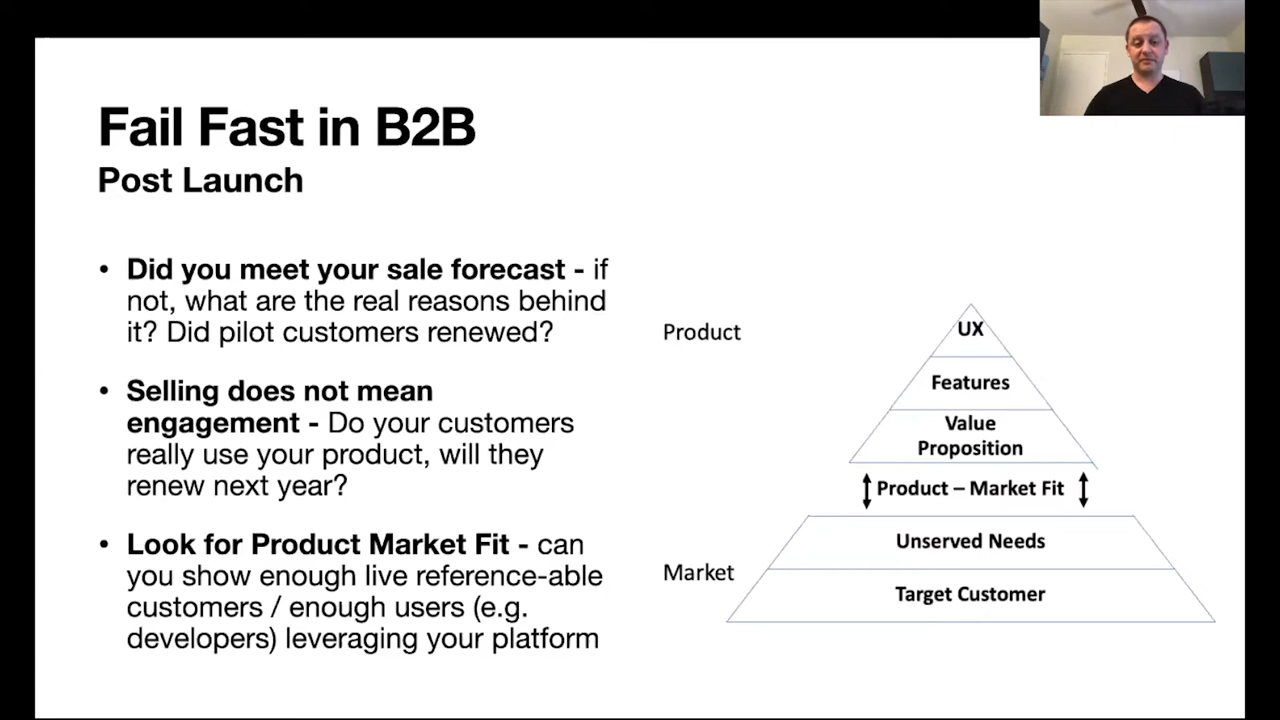 Fail Fast in B2B
Post Launch
• Did you meet your sale forecast - if
not, what are the real reasons behind
it? Did pilot customers renewed?
• Selling does not mean
engagement - Do your customers
really use your product, will they
renew next year?
• Look for Product Market Fit - can
you show enough live reference-able
customers / enough users (e.g.
developers) leveraging your platform
Product
UX
Features
Value
Proposition
Product – Market Fit
Unserved Needs
Market
Target Customer